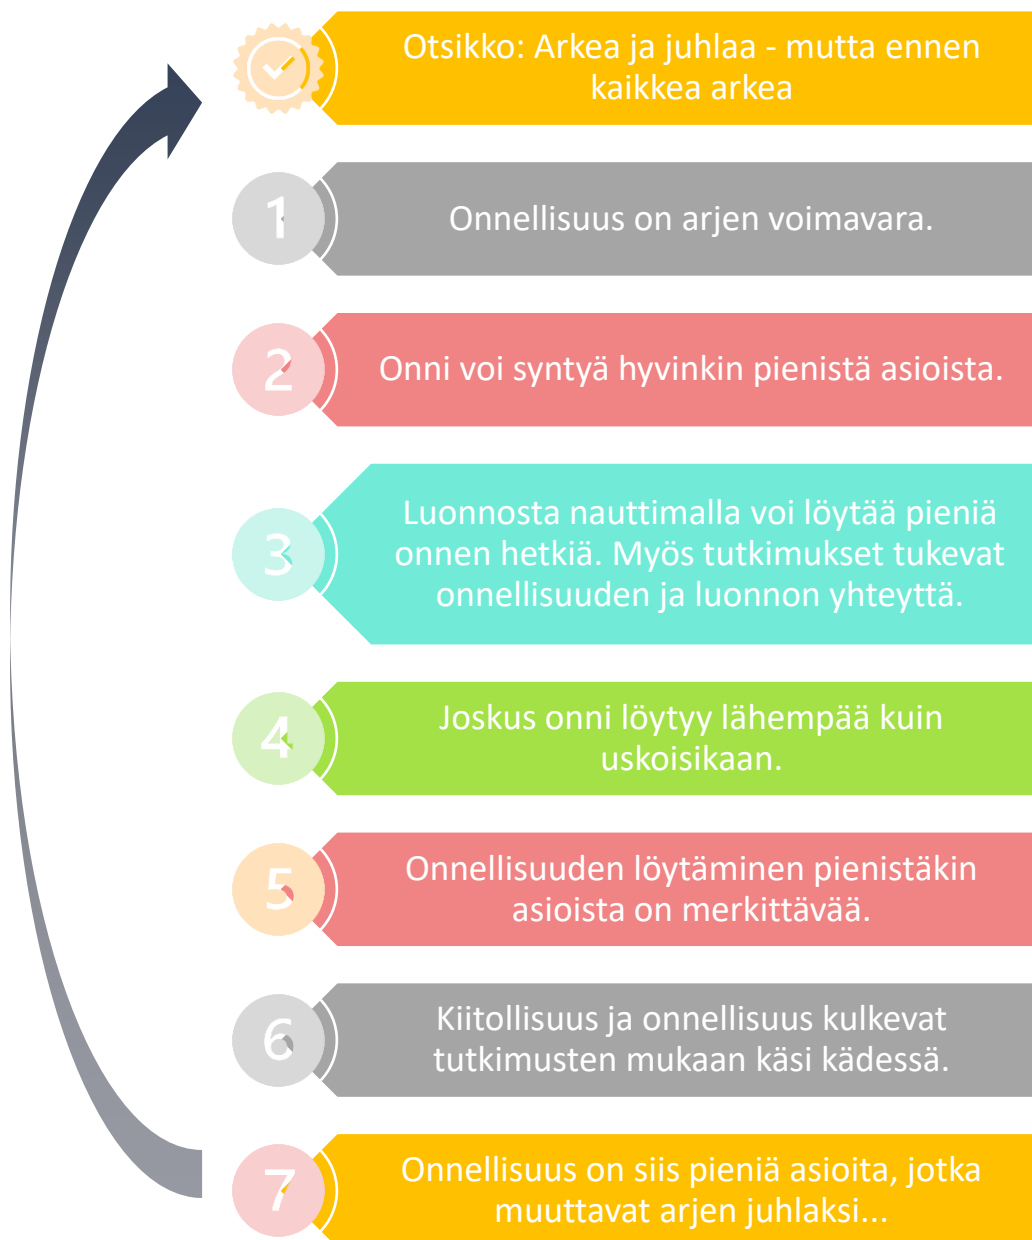 Otsikko: Arkea ja juhlaa - mutta ennen
kaikkea arkea
1
Onnellisuus on arjen voimavara.
2
Onni voi syntyä hyvinkin pienistä asioista.
3
Luonnosta nauttimalla voi löytää pieniä
onnen hetkiä. Myös tutkimukset tukevat
onnellisuuden ja luonnon yhteyttä.
4
Joskus onni löytyy lähempää kuin
uskoisikaan.
5
Onnellisuuden löytäminen pienistäkin
asioista on merkittävää.
6
Kiitollisuus ja onnellisuus kulkevat
tutkimusten mukaan käsi kädessä.
7
Onnellisuus on siis pieniä asioita, jotka
muuttavat arjen juhlaksi...